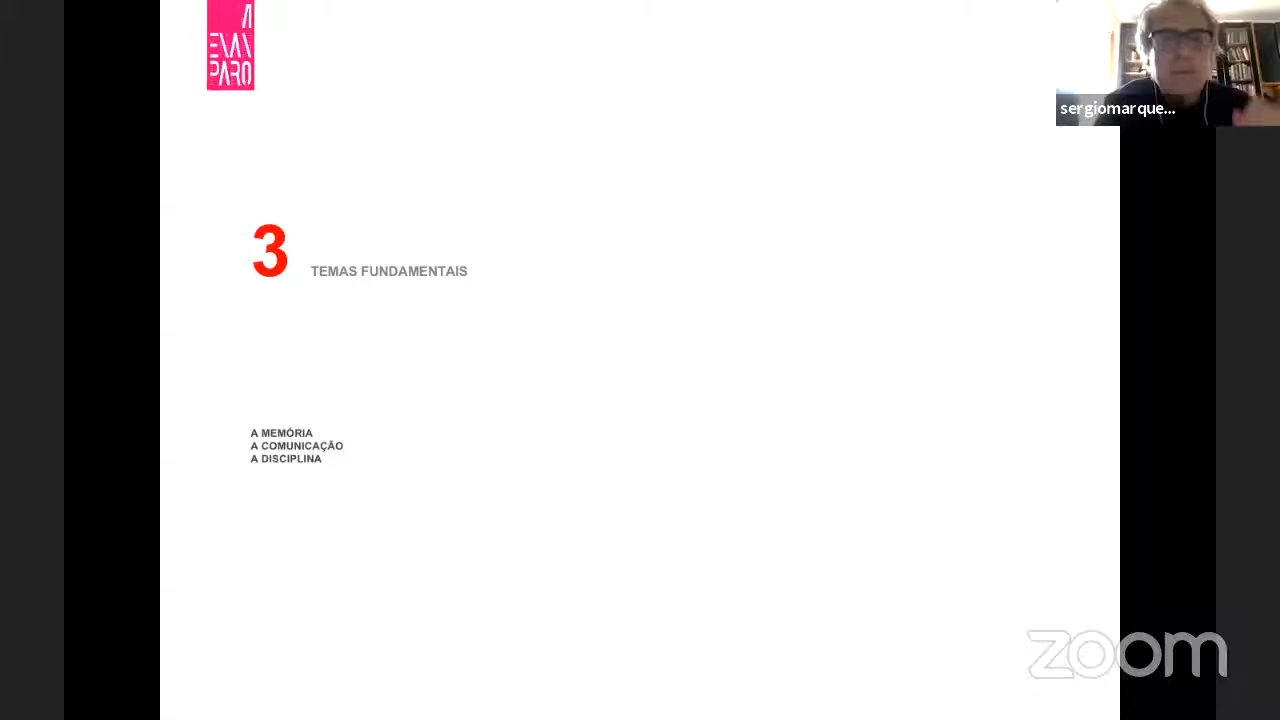 sergiomarque...
3 TEMAS FUNDAMENTAIS
A MEMÓRIA
A COMUNICAÇÃO
A DISCIPLINA
zoom